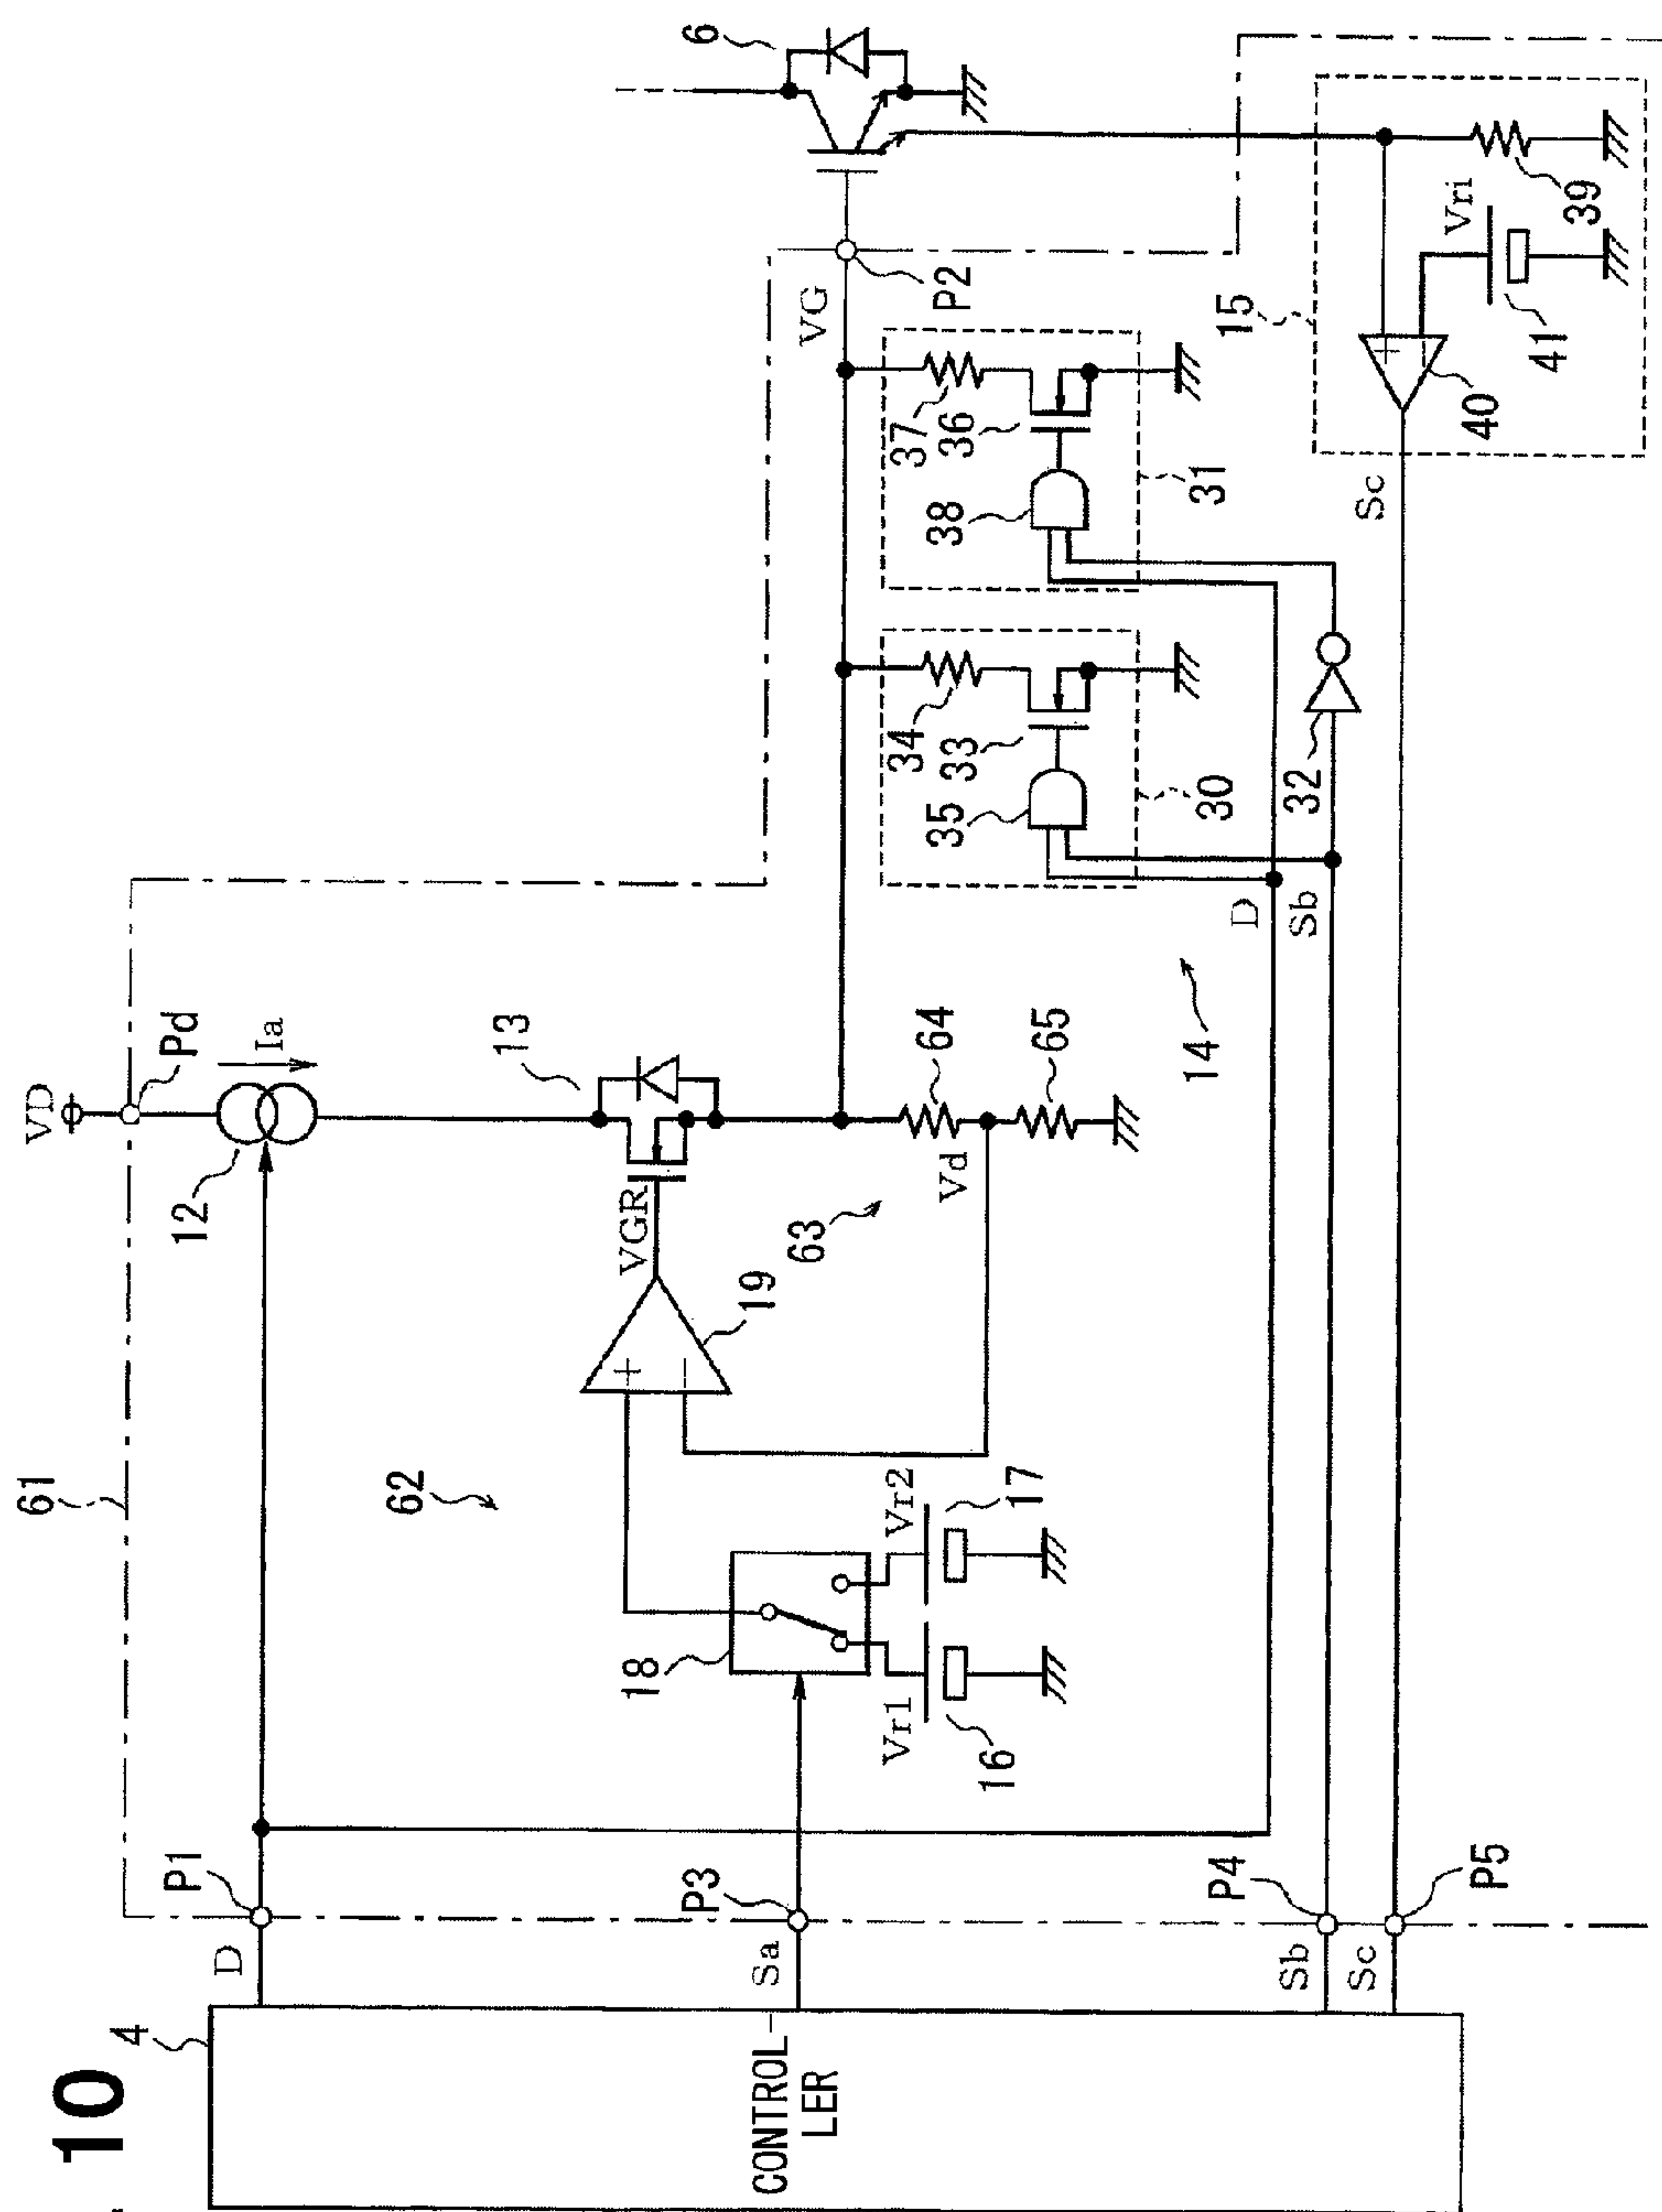 10
4
CONTROL-
LER
D
Sa
Sb
Sc
P1
P3
P4
P5
61
62
18
Vr1
Vr2
16
17
19
VGR
63
Vd
64
65
12
VD
Pd
Ia
13
14
D
Sb
35
34
33
30
32
38
37
36
31
VG
P2
Sc
15
40
41
Vri
39
6